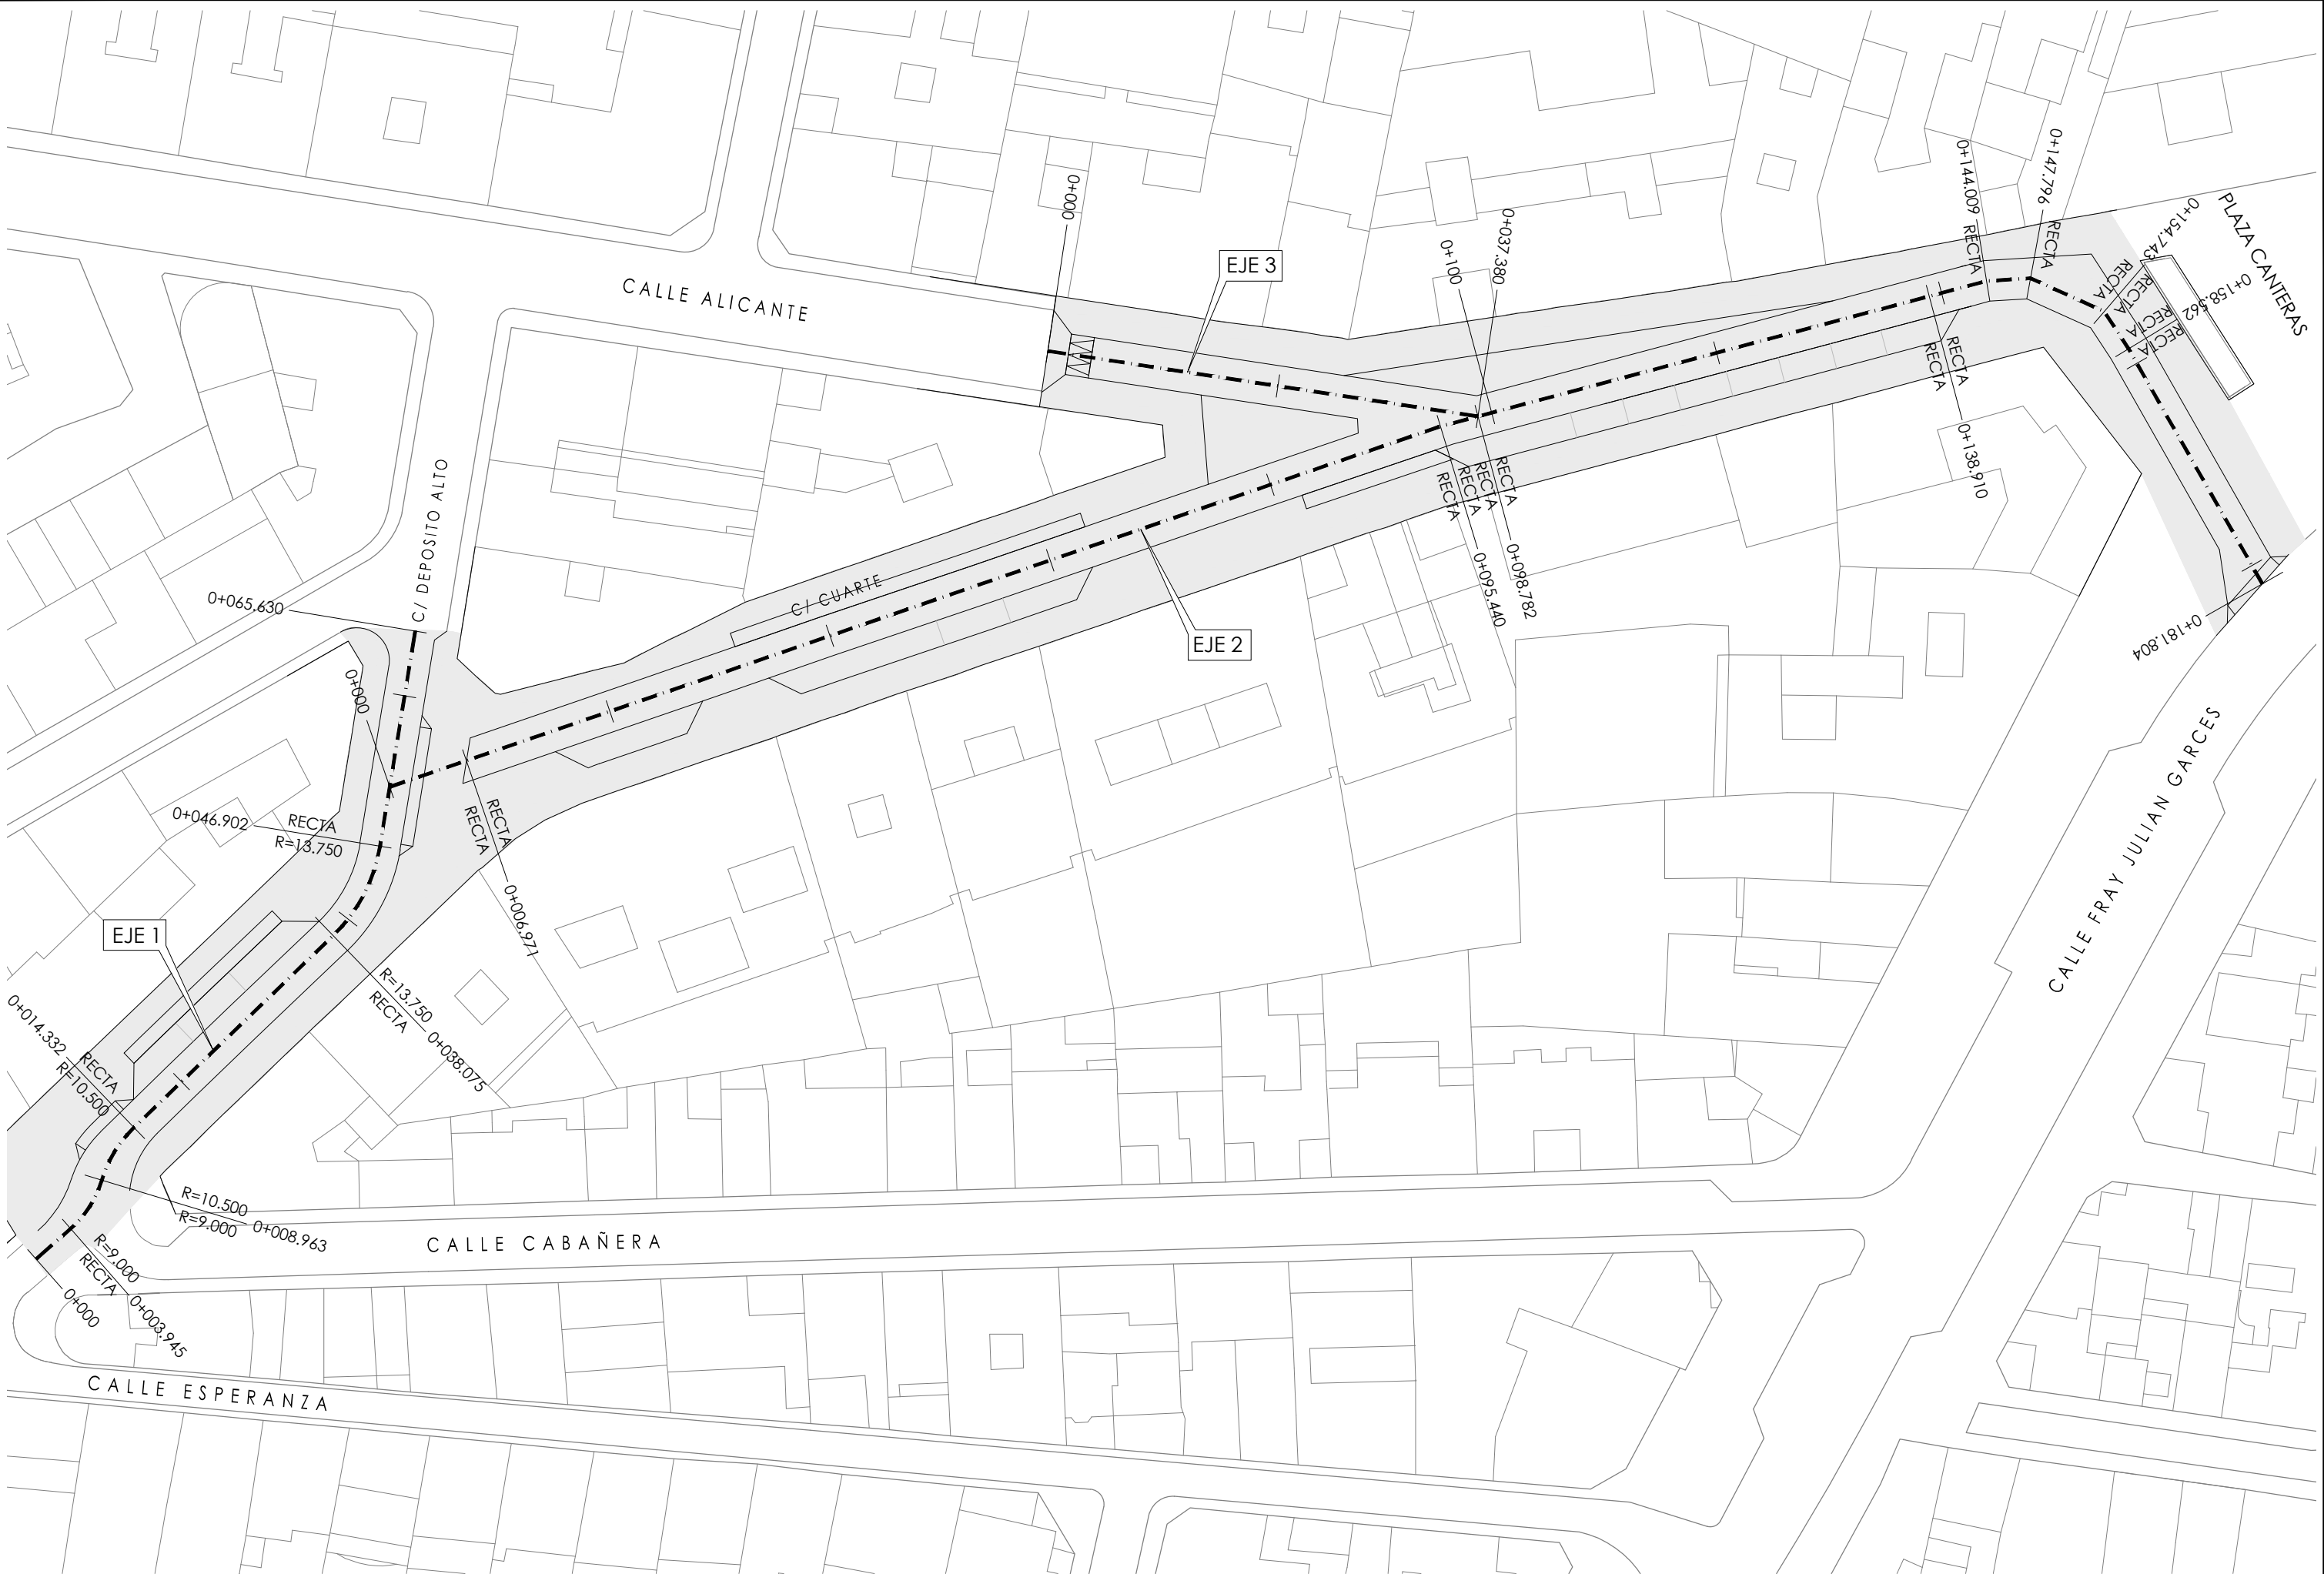 0+000
0+037.380
0+100
0+144.009
RECTA
0+147.796
RECTA
0+154.743
PLAZA CANTERAS
RECTA
RECTA
RECTA
RECTA
0+158.562
EJE 3
CALLE ALICANTE
RECTA
RECTA
0+138.910
RECTA
RECTA
RECTA
RECTA
0+095.440
0+098.782
C/ DEPOSITO ALTO
0+065.630
C/ CUARTE
EJE 2
0+181.804
0+000
0+046.902
RECTA
R=13.750
RECTA
RECTA
0+006.971
CALLE FRAY JULIAN GARCES
EJE 1
R=13.750
RECTA
0+038.075
0+014.332
RECTA
R=10.500
R=10.500
R=9.000
0+008.963
CALLE CABAÑERA
R=9.000
RECTA
0+003.945
0+000
CALLE ESPERANZA